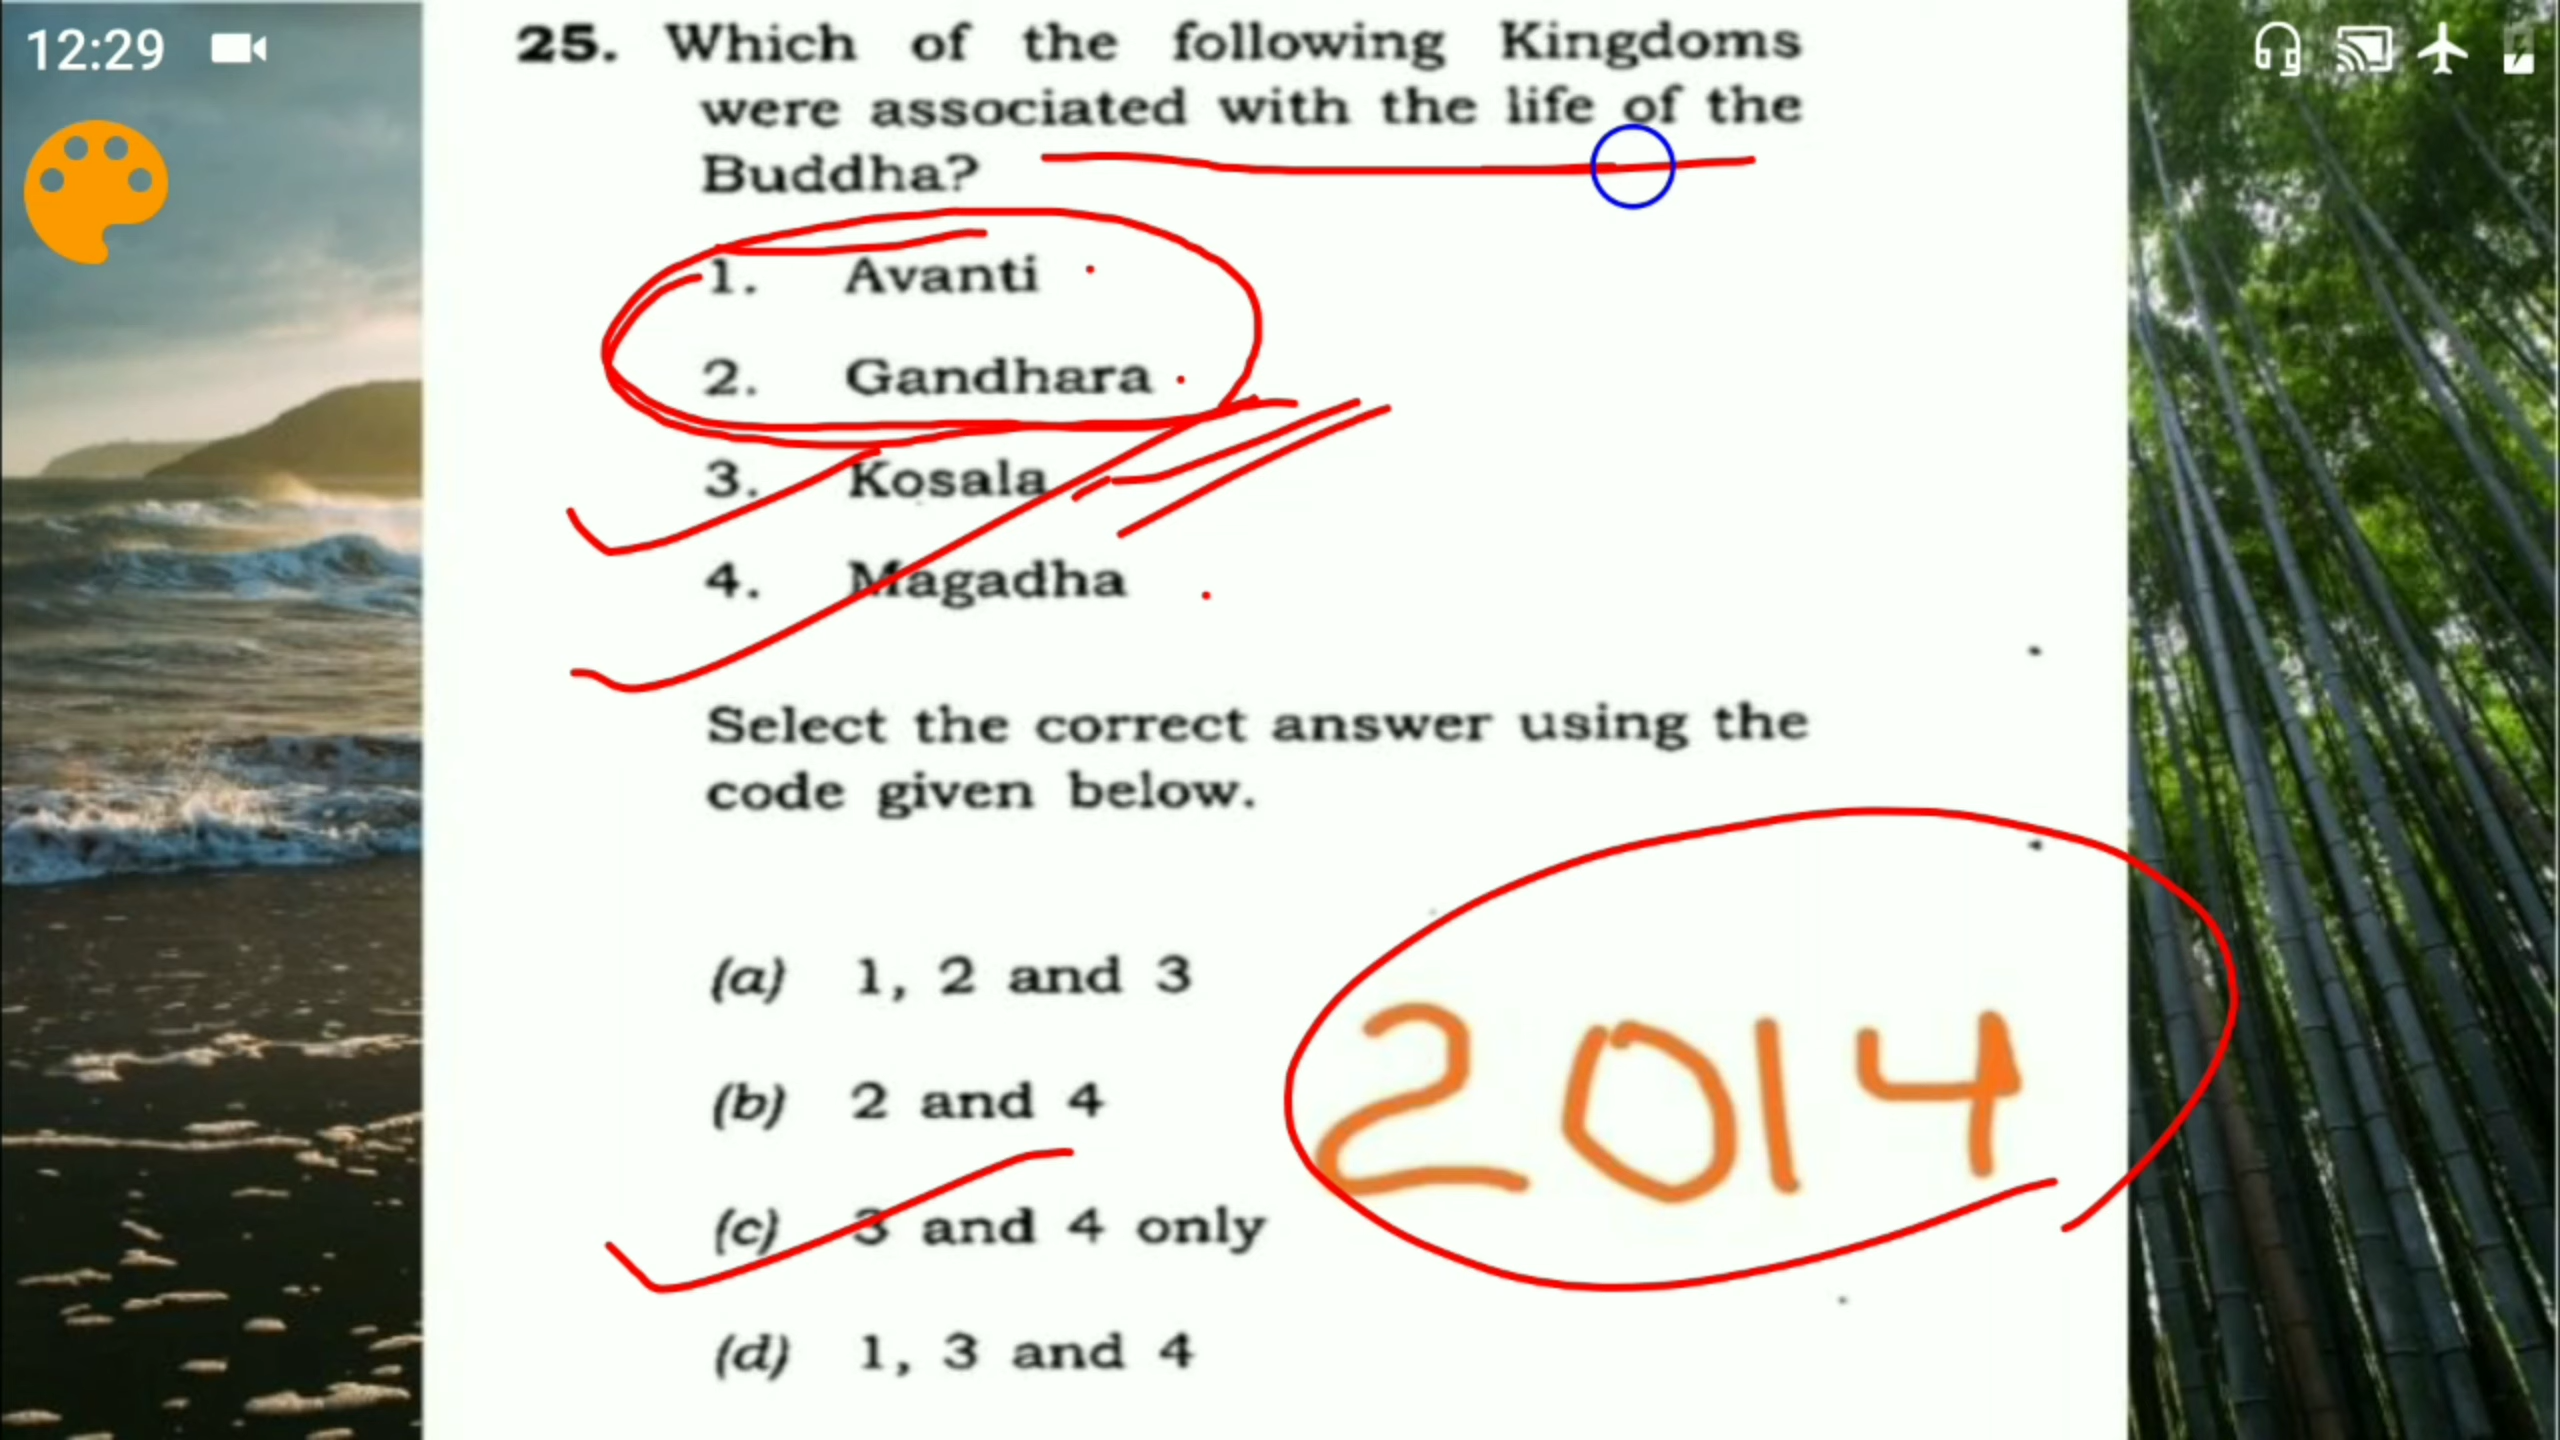 12:29
25. Which of the following Kingdoms
were associated with the life of the
Buddha?
1. Avanti
2. Gandhara
3. Kosala
4. Magadha
Select the correct answer using the
code given below.
(a) 1, 2 and 3
(b) 2 and 4
(c) 3 and 4 only
(d) 1, 3 and 4
2014